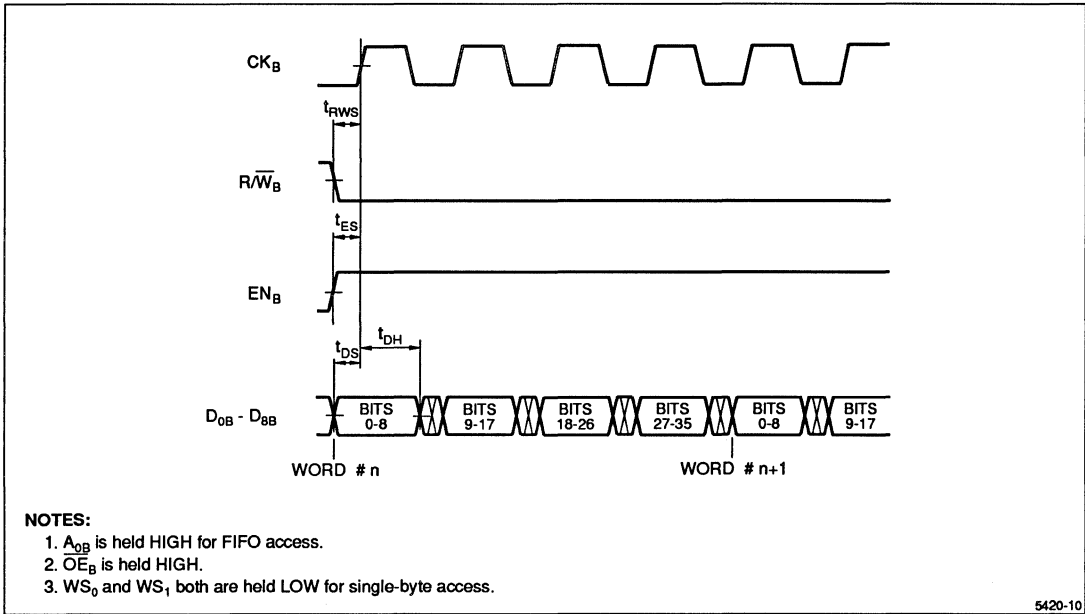 CK_B
t_RWS
R/W̅_B
t_ES
EN_B
t_DS
t_DH
D_0B - D_8B
BITS 0-8
BITS 9-17
BITS 18-26
BITS 27-35
BITS 0-8
BITS 9-17
WORD # n
WORD # n+1
NOTES:
1. A_0B is held HIGH for FIFO access.
2. O̅E̅_B is held HIGH.
3. WS_0 and WS_1 both are held LOW for single-byte access.
5420-10